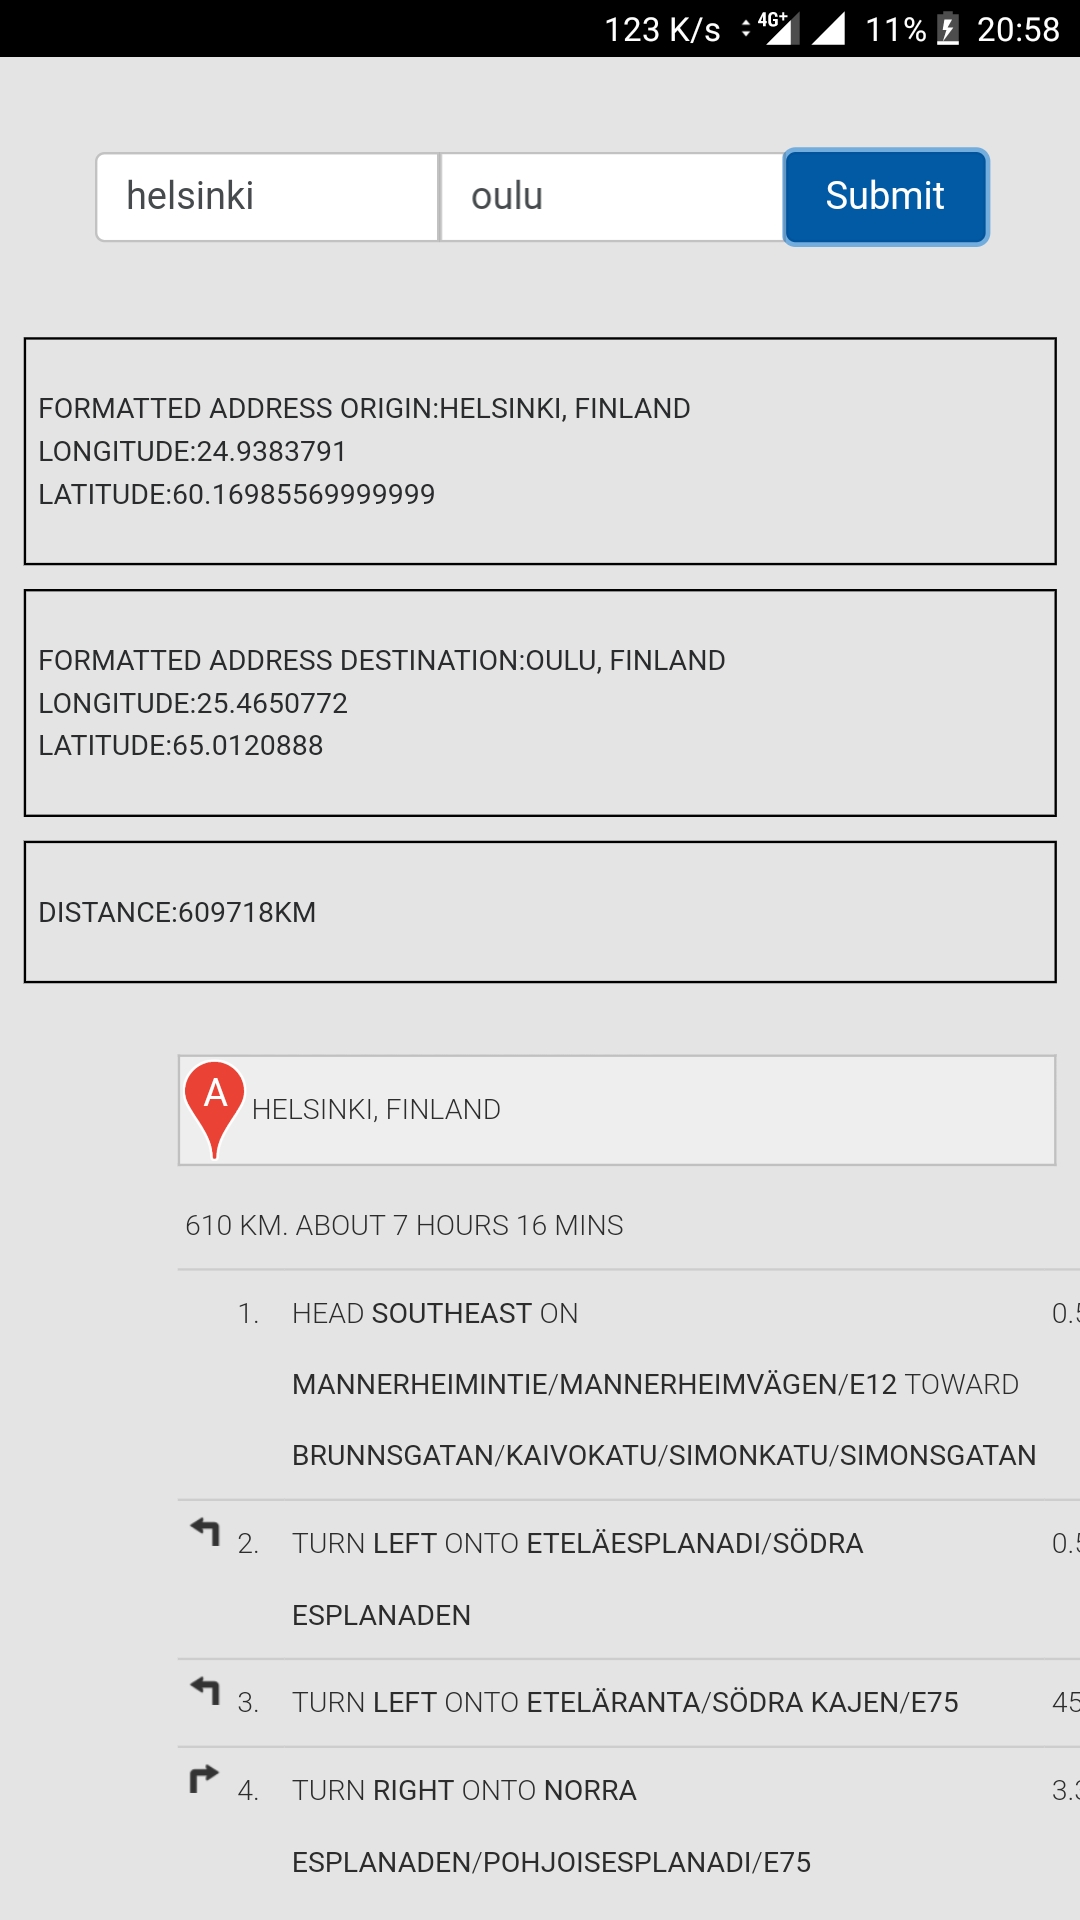 123 K/s 4G+ 11% 20:58
helsinki oulu Submit
FORMATTED ADDRESS ORIGIN:HELSINKI, FINLAND
LONGITUDE:24.9383791
LATITUDE:60.16985569999999
FORMATTED ADDRESS DESTINATION:OULU, FINLAND
LONGITUDE:25.4650772
LATITUDE:65.0120888
DISTANCE:609718KM
A HELSINKI, FINLAND
610 KM. ABOUT 7 HOURS 16 MINS
1. HEAD SOUTHEAST ON
MANNERHEIMINTIE/MANNERHEIMVÄGEN/E12 TOWARD
BRUNNSGATAN/KAIVOKATU/SIMONKATU/SIMONSGATAN
2. TURN LEFT ONTO ETELÄESPLANADI/SÖDRA
ESPLANADEN
3. TURN LEFT ONTO ETELÄRANTA/SÖDRA KAJEN/E75
4. TURN RIGHT ONTO NORRA
ESPLANADEN/POHJOISESPLANADI/E75